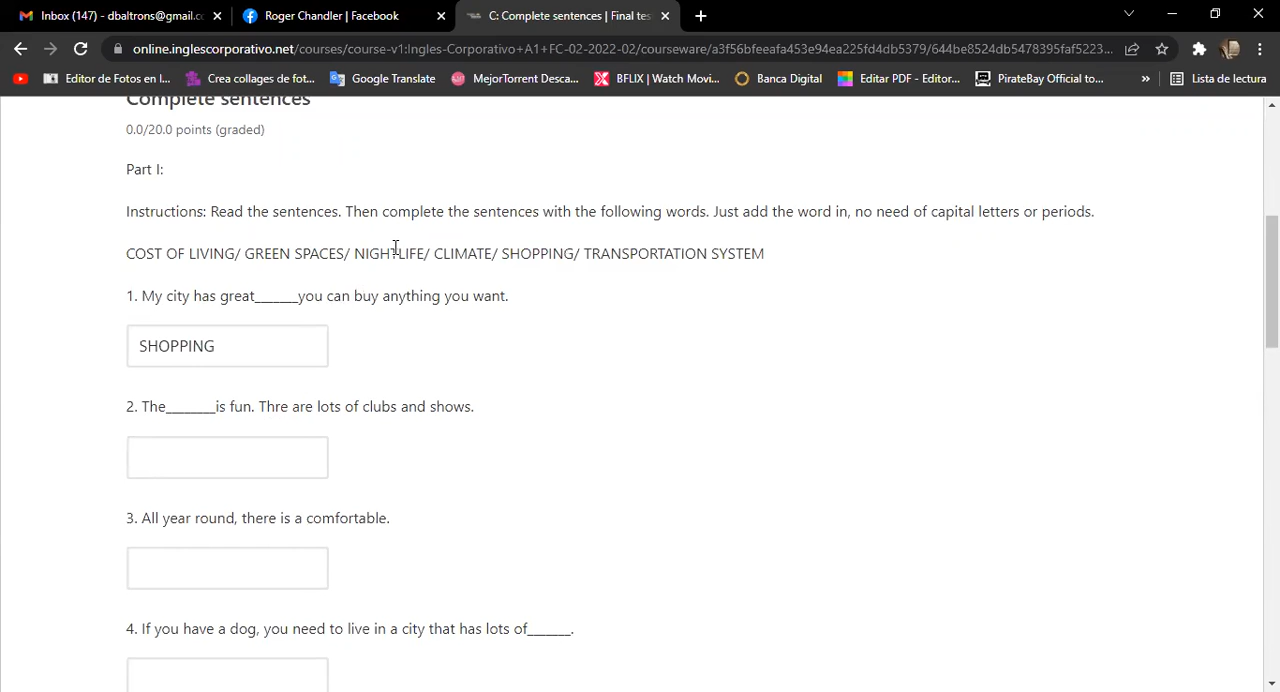 Inbox (147) - dbaltrons@gmail.c
Roger Chandler | Facebook
C: Complete sentences | Final tes
online.inglescorporativo.net/courses/course-v1:Ingles-Corporativo+A1+FC-02-2022-02/courseware/a3f56bfeeafa453e94ea225fd4db5379/644be8524db5478395faf5223...
Editor de Fotos en l...
Crea collages de fot...
Google Translate
MejorTorrent Desca...
BFLIX | Watch Movi...
Banca Digital
Editar PDF - Editor...
PirateBay Official to...
»
Lista de lectura
Complete sentences
0.0/20.0 points (graded)
Part I:
Instructions: Read the sentences. Then complete the sentences with the following words. Just add the word in, no need of capital letters or periods.
COST OF LIVING/ GREEN SPACES/ NIGHTLIFE/ CLIMATE/ SHOPPING/ TRANSPORTATION SYSTEM
1. My city has great______you can buy anything you want.
SHOPPING
2. The_______is fun. Thre are lots of clubs and shows.
3. All year round, there is a comfortable.
4. If you have a dog, you need to live in a city that has lots of______.